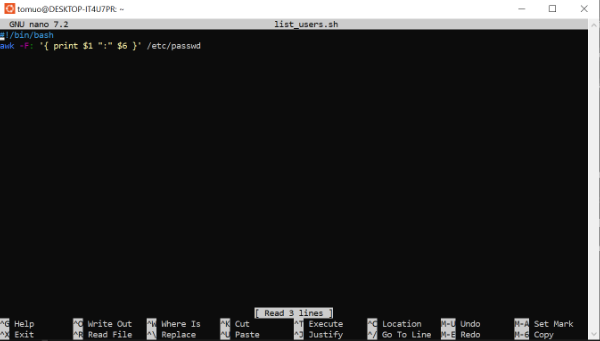 tomuo@DESKTOP-IT4U7PR: ~
GNU nano 7.2 list_users.sh
#!/bin/bash
awk -F: '{ print $1 ":" $6 }' /etc/passwd
[ Read 3 lines ]
^G Help ^O Write Out ^W Where Is ^K Cut ^T Execute ^C Location M-U Undo M-A Set Mark
^X Exit ^R Read File ^\ Replace ^U Paste ^J Justify ^/ Go To Line M-E Redo M-6 Copy